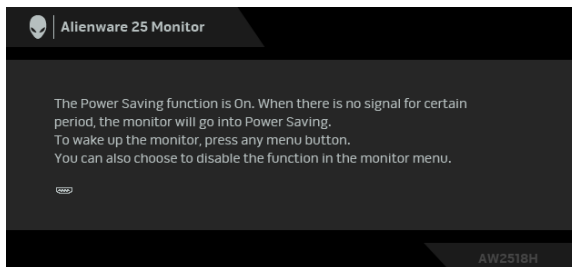 Alienware 25 Monitor
The Power Saving function is On. When there is no signal for certain
period, the monitor will go into Power Saving.
To wake up the monitor, press any menu button.
You can also choose to disable the function in the monitor menu.
AW2518H